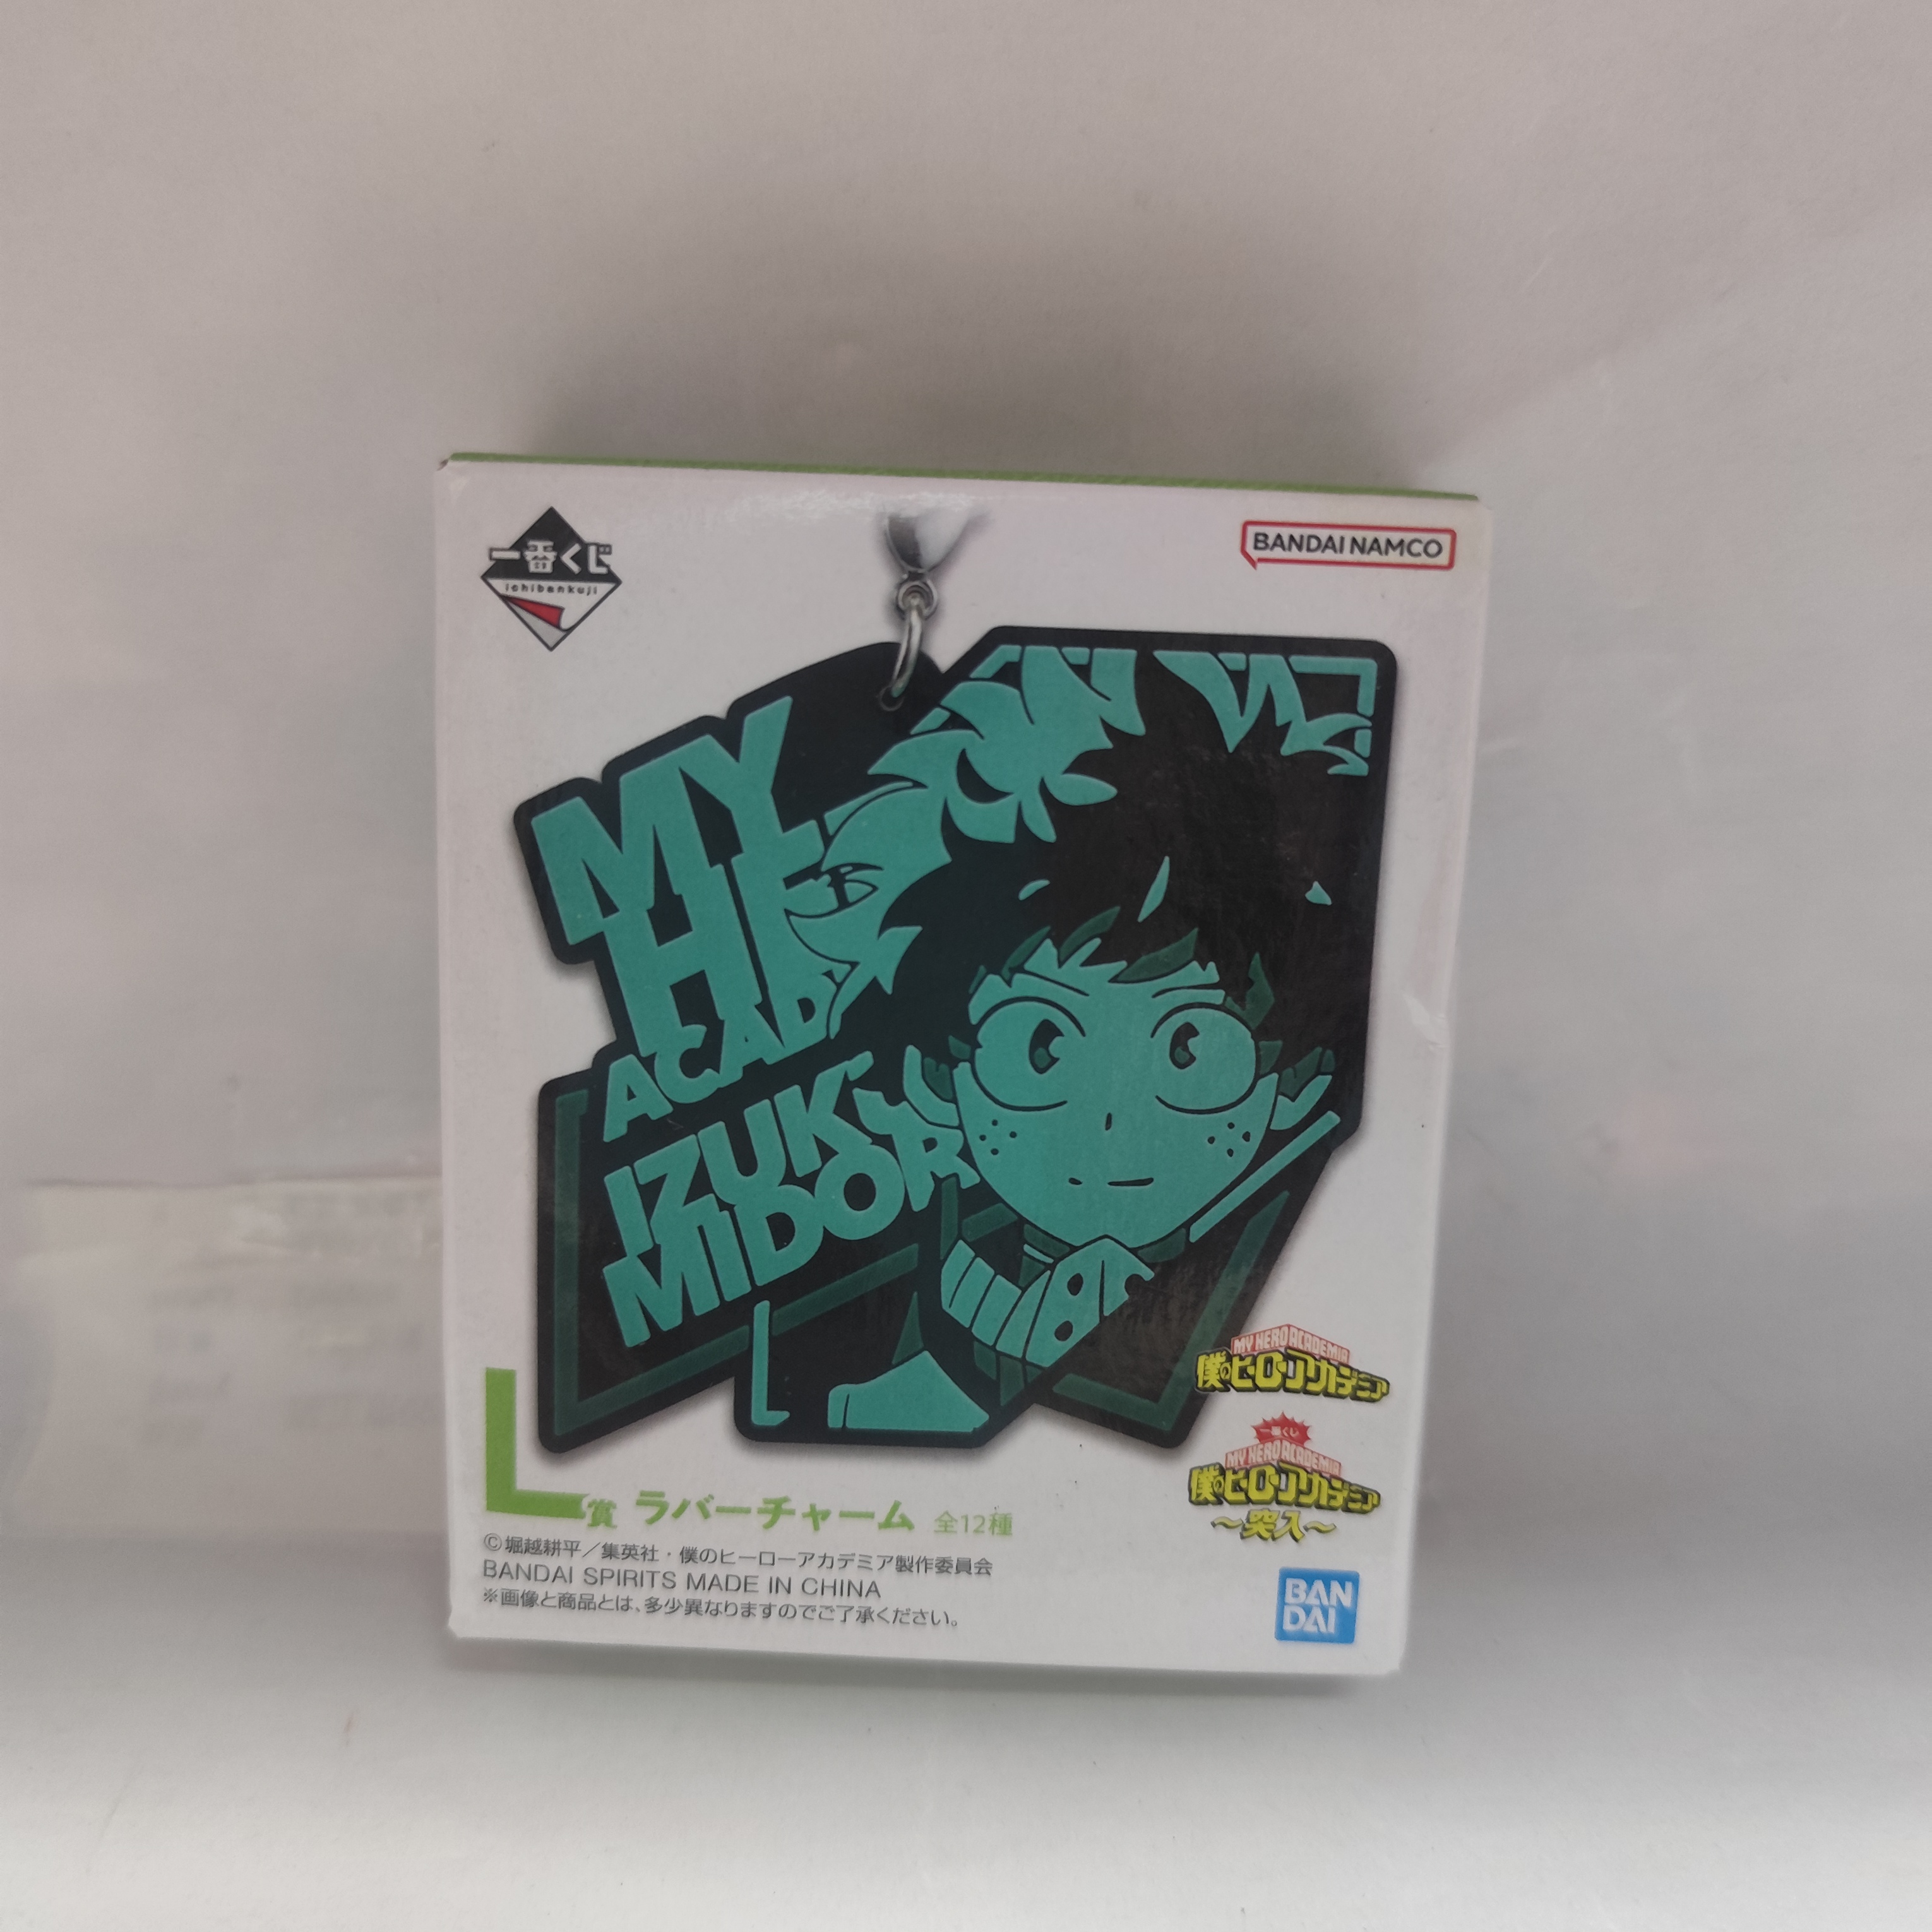 一番くじ
ichibankuji
BANDAI NAMCO
MY
HE
ACAD
IZUK
MIDOR
MY HERO ACADEMIA
僕のヒーローアカデミア
一番くじ
MY HERO ACADEMIA
僕のヒーローアカデミア
～突入～
L賞 ラバーチャーム 全12種
©堀越耕平／集英社・僕のヒーローアカデミア製作委員会
BANDAI SPIRITS MADE IN CHINA
※画像と商品とは、多少異なりますのでご了承ください。
BAN
DAI